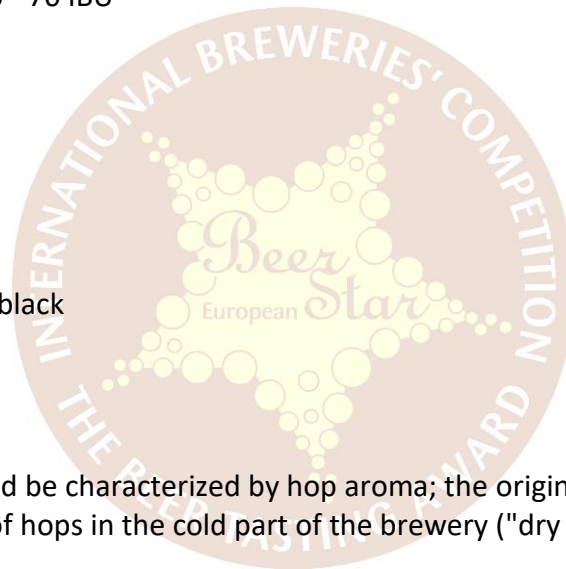 70 IBU
INTERNATIONAL BREWERIES' COMPETITION
Beer
European Star
black
THE BEER TASTING AWARD
d be characterized by hop aroma; the origin
of hops in the cold part of the brewery ("dry